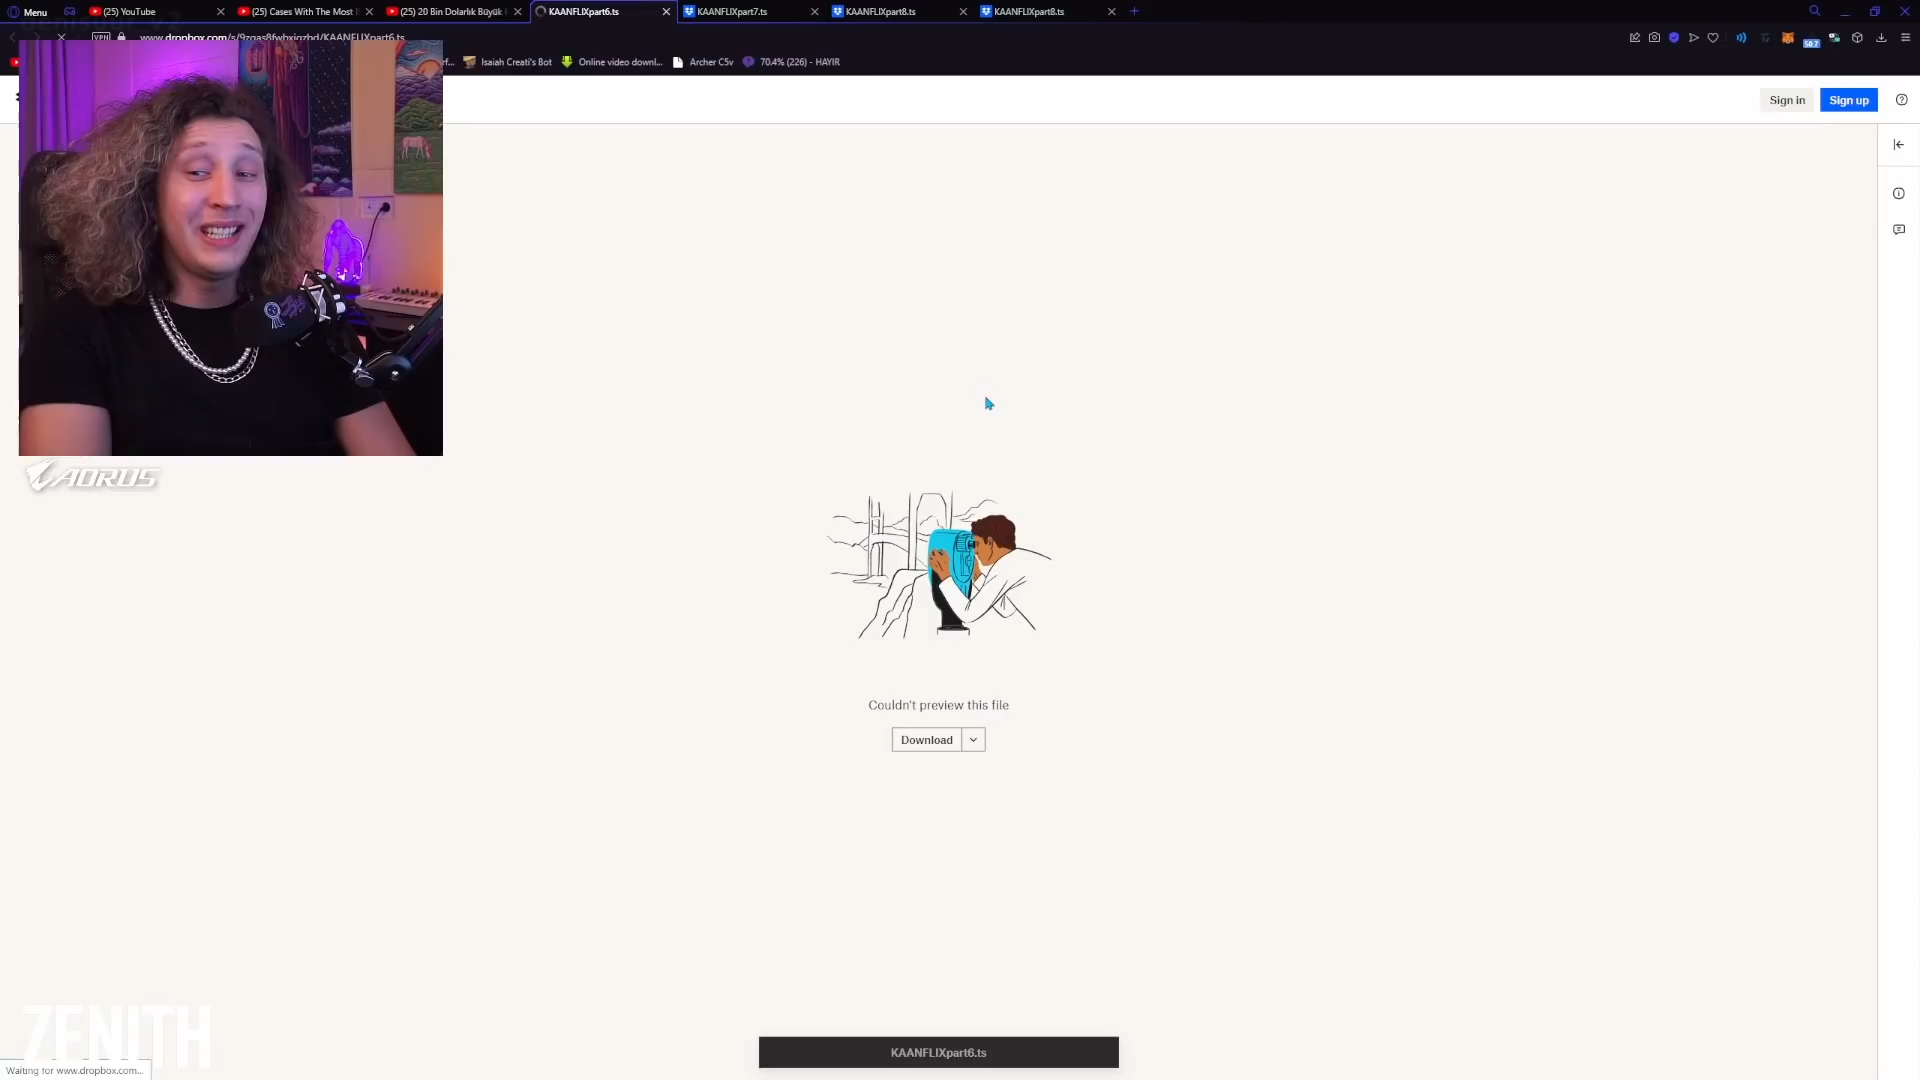 Menu
(25) YouTube
(25) Cases With The Most
(25) 20 Bin Dolarlık Büyük
KAANFLIXpart6.ts
KAANFLIXpart7.ts
KAANFLIXpart8.ts
KAANFLIXpart8.ts
VPN
Isaiah Creati's Bot
Online video downl...
Archer C5v
70.4% (226) - HAYIR
Sign in
Sign up
AORUS
Couldn't preview this file
Download
ZENITH
KAANFLIXpart6.ts
Waiting for www.dropbox.com...